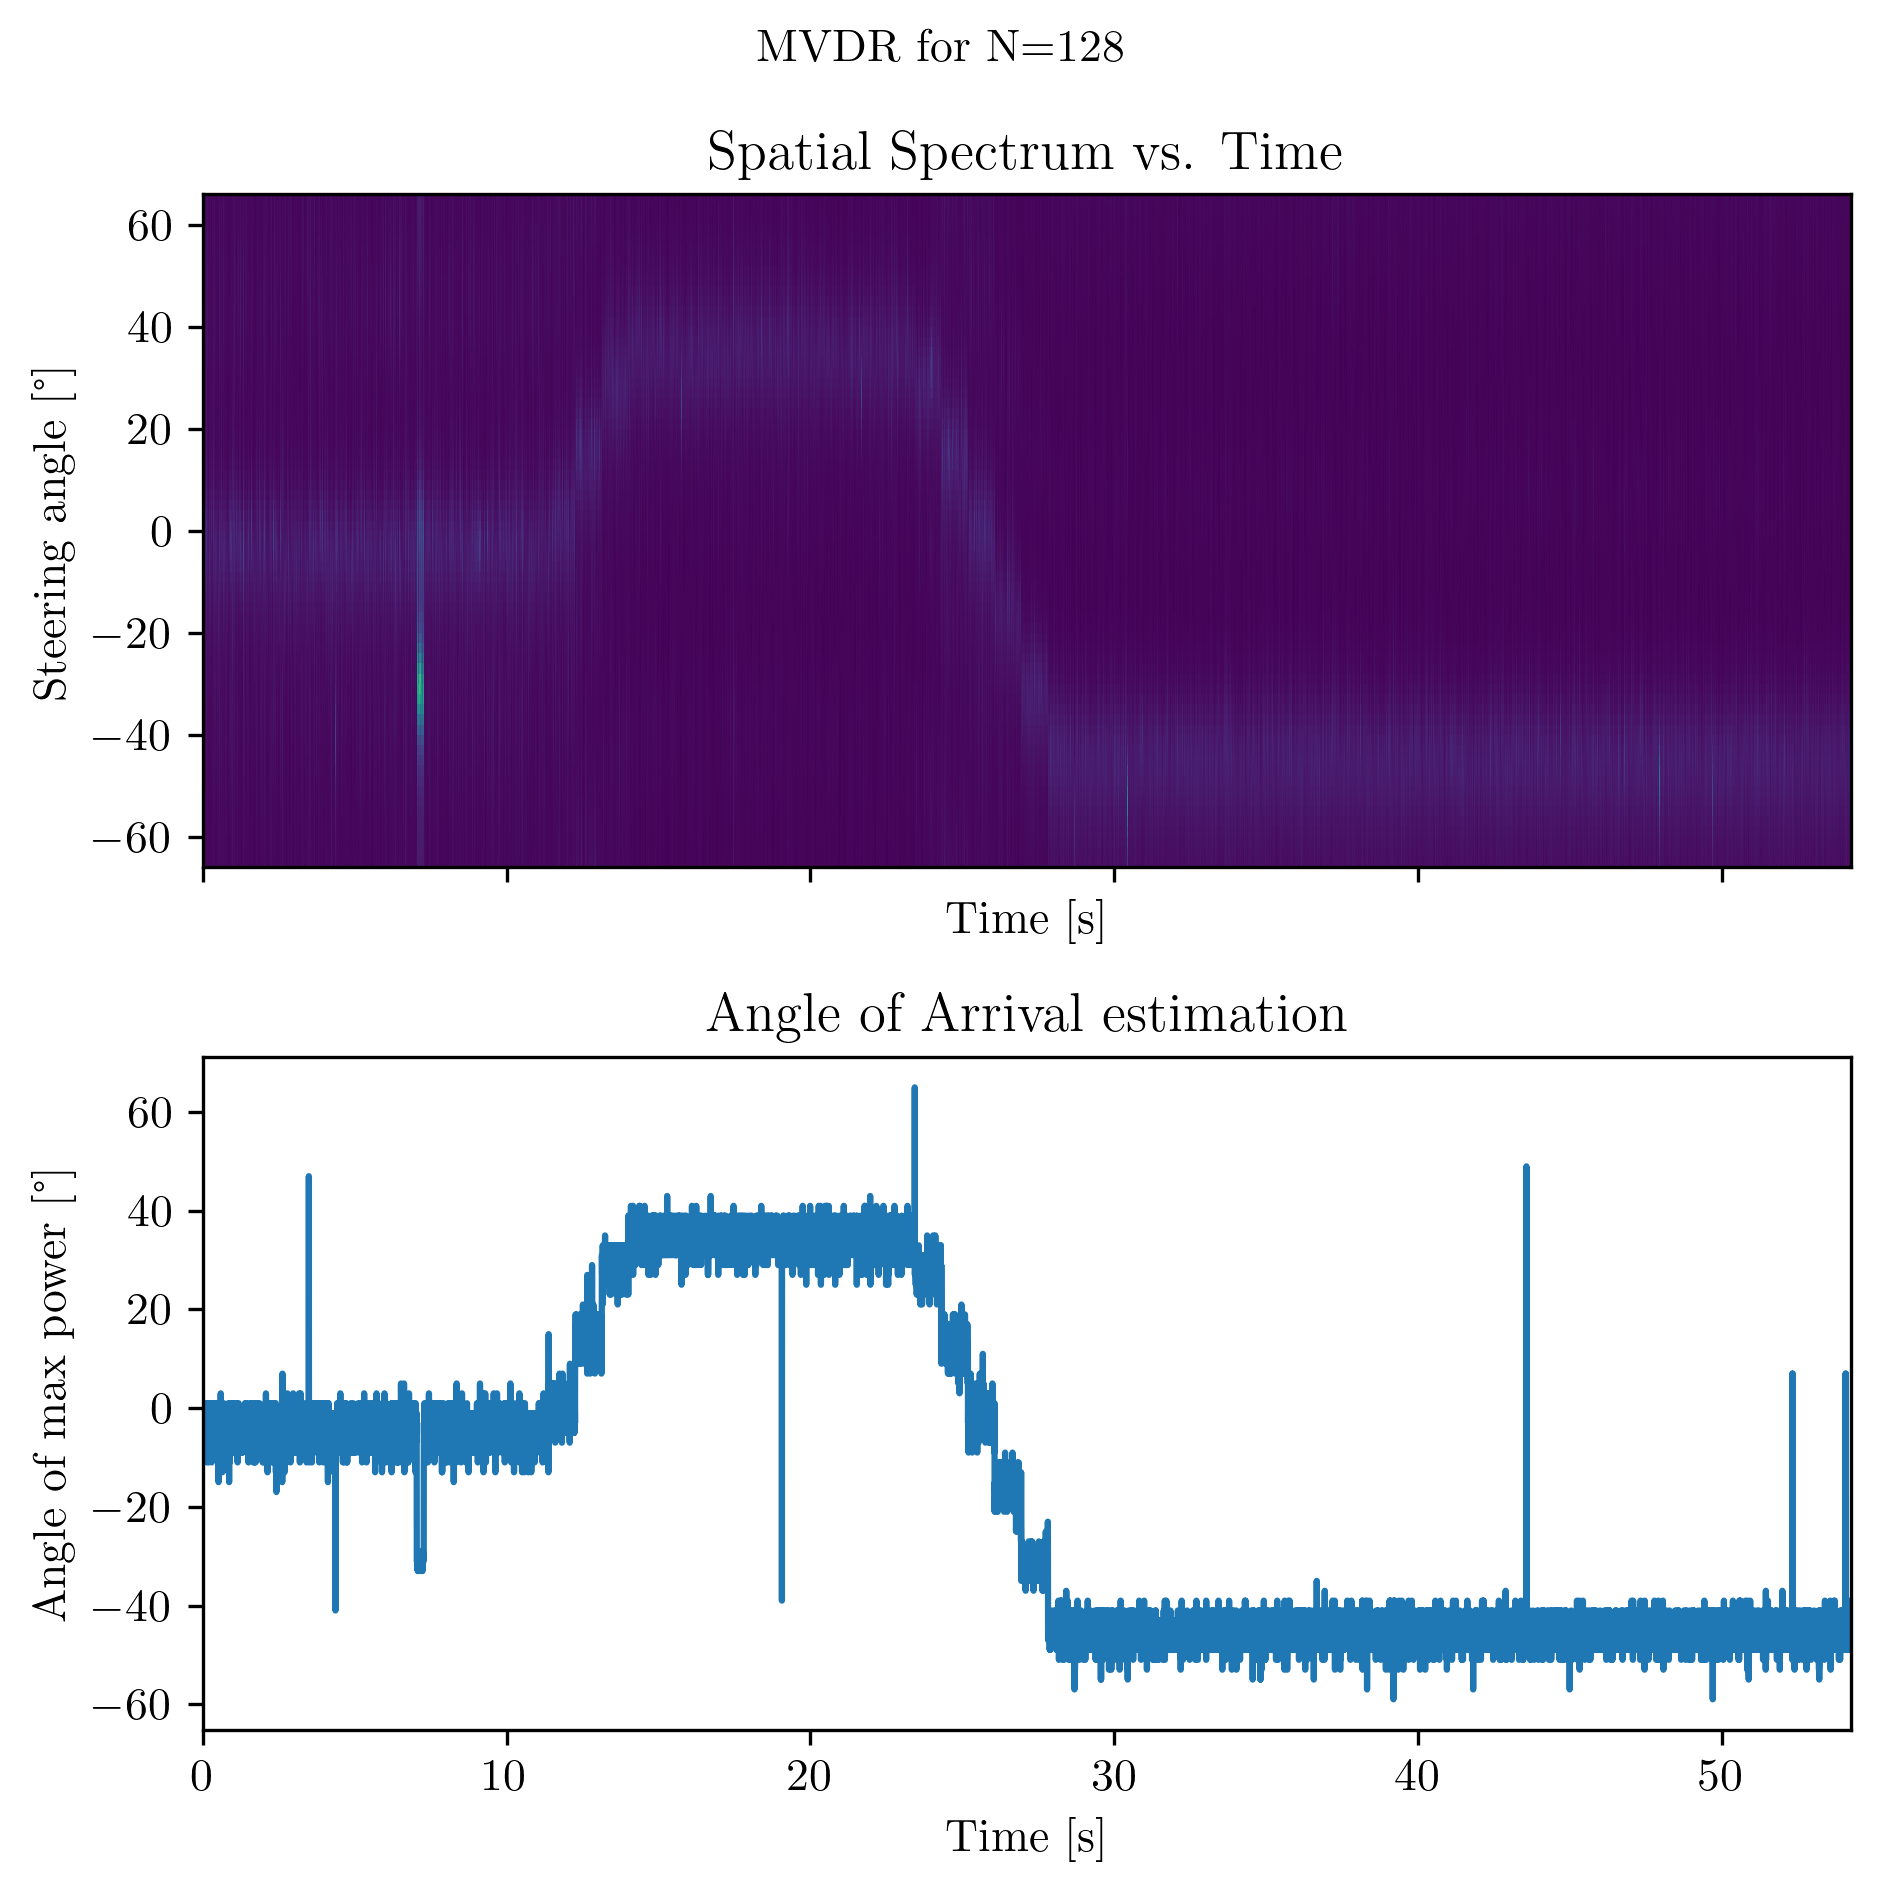 MVDR for N=128
Spatial Spectrum vs. Time
60
40
20
0
−20
−40
−60
Steering angle [°]
Time [s]
Angle of Arrival estimation
60
40
20
0
−20
−40
−60
Angle of max power [°]
0 10 20 30 40 50
Time [s]